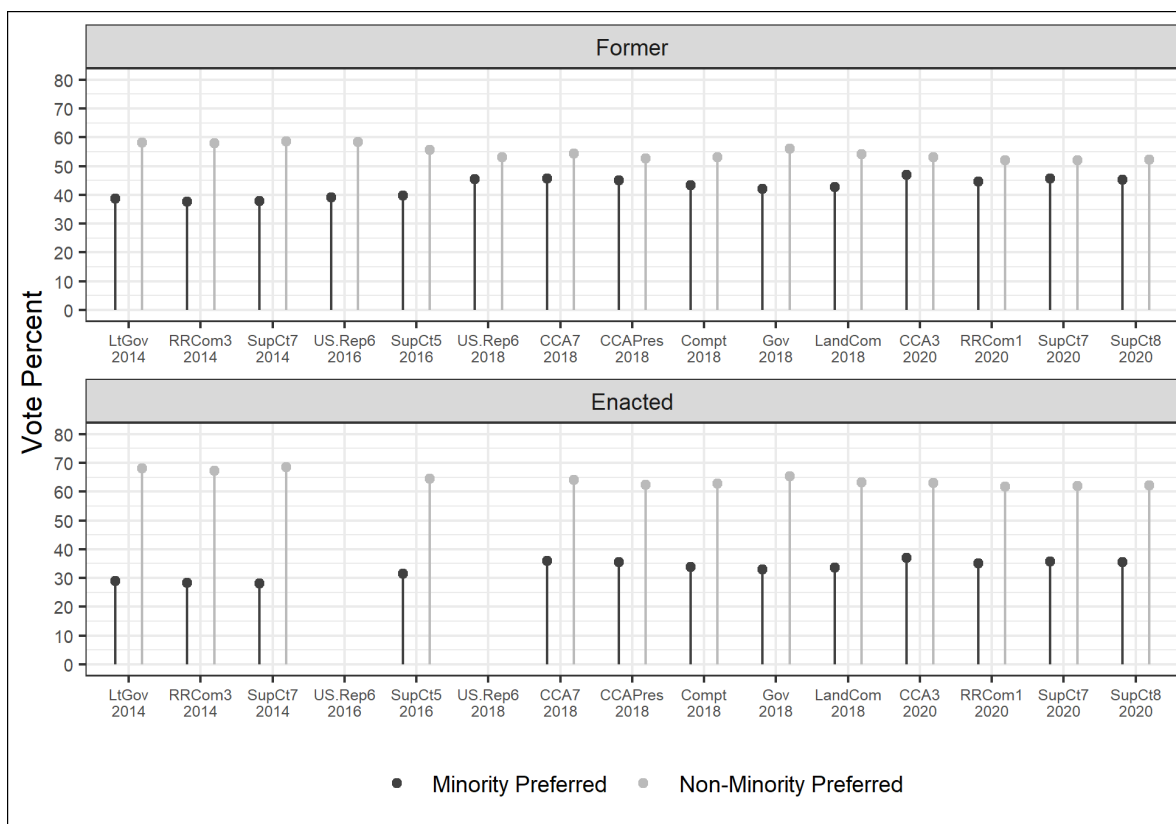 Former
Vote Percent
80
70
60
50
40
30
20
10
0
LtGov RRCom3 SupCt7 US.Rep6 SupCt5 US.Rep6 CCA7 CCAPres Compt Gov LandCom CCA3 RRCom1 SupCt7 SupCt8
2014 2014 2014 2016 2016 2018 2018 2018 2018 2018 2018 2020 2020 2020 2020
Enacted
80
70
60
50
40
30
20
10
0
LtGov RRCom3 SupCt7 US.Rep6 SupCt5 US.Rep6 CCA7 CCAPres Compt Gov LandCom CCA3 RRCom1 SupCt7 SupCt8
2014 2014 2014 2016 2016 2018 2018 2018 2018 2018 2018 2020 2020 2020 2020
Minority Preferred Non-Minority Preferred